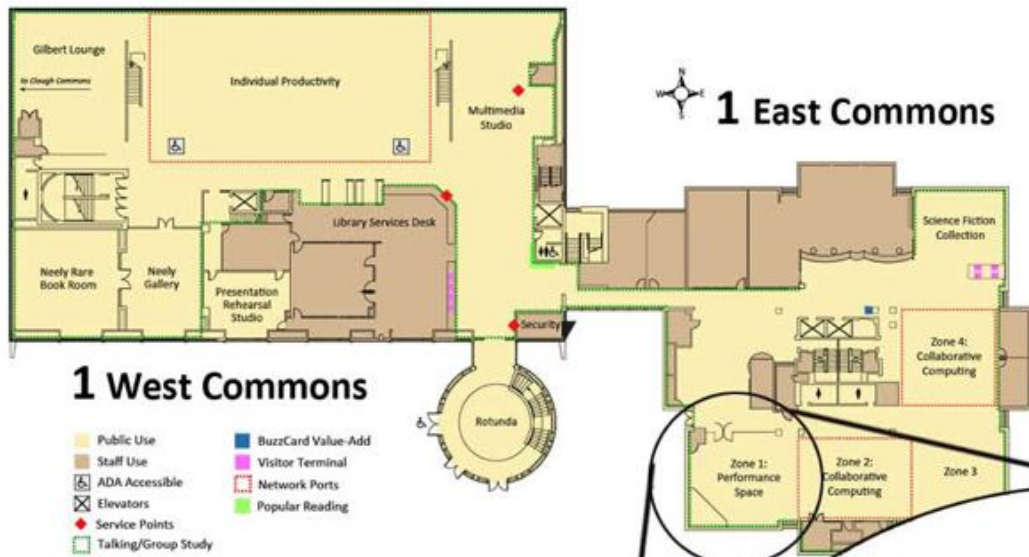 Gilbert Lounge
to Clough Commons
Individual Productivity
Multimedia
Studio
N
W
E
S
1 East Commons
Library Services Desk
Science Fiction
Collection
Neely Rare
Book Room
Neely
Gallery
Presentation
Rehearsal
Studio
Security
Zone 4:
Collaborative
Computing
1 West Commons
Rotunda
Zone 1:
Performance
Space
Zone 2:
Collaborative
Computing
Zone 3
Public Use
Staff Use
ADA Accessible
Elevators
Service Points
Talking/Group Study
BuzzCard Value-Add
Visitor Terminal
Network Ports
Popular Reading